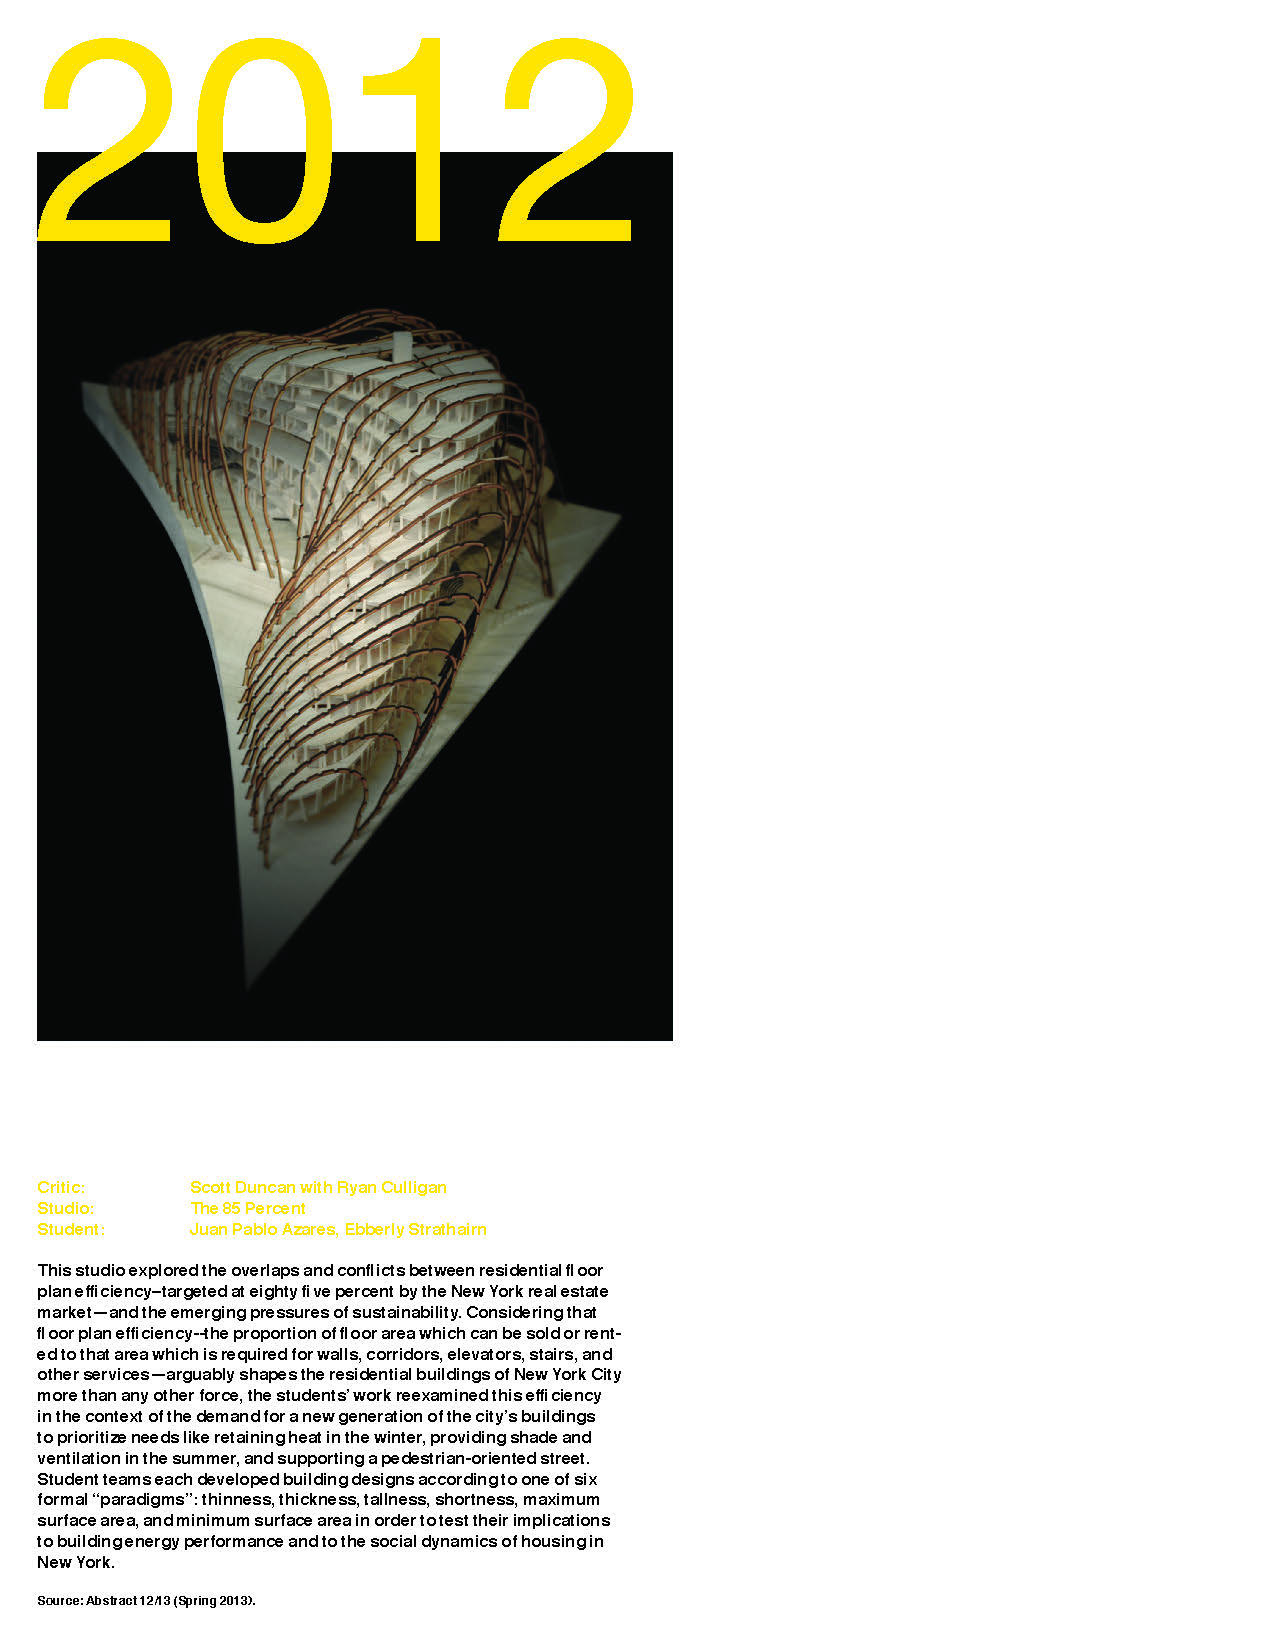 2012
Critic: Scott Duncan with Ryan Culligan
Studio: The 85 Percent
Student: Juan Pablo Azares, Ebberly Strathairn
This studio explored the overlaps and conflicts between residential floor
plan efficiency–targeted at eighty five percent by the New York real estate
market—and the emerging pressures of sustainability. Considering that
floor plan efficiency--the proportion of floor area which can be sold or rent-
ed to that area which is required for walls, corridors, elevators, stairs, and
other services—arguably shapes the residential buildings of New York City
more than any other force, the students’ work reexamined this efficiency
in the context of the demand for a new generation of the city’s buildings
to prioritize needs like retaining heat in the winter, providing shade and
ventilation in the summer, and supporting a pedestrian-oriented street.
Student teams each developed building designs according to one of six
formal “paradigms”: thinness, thickness, tallness, shortness, maximum
surface area, and minimum surface area in order to test their implications
to building energy performance and to the social dynamics of housing in
New York.
Source: Abstract 12/13 (Spring 2013).